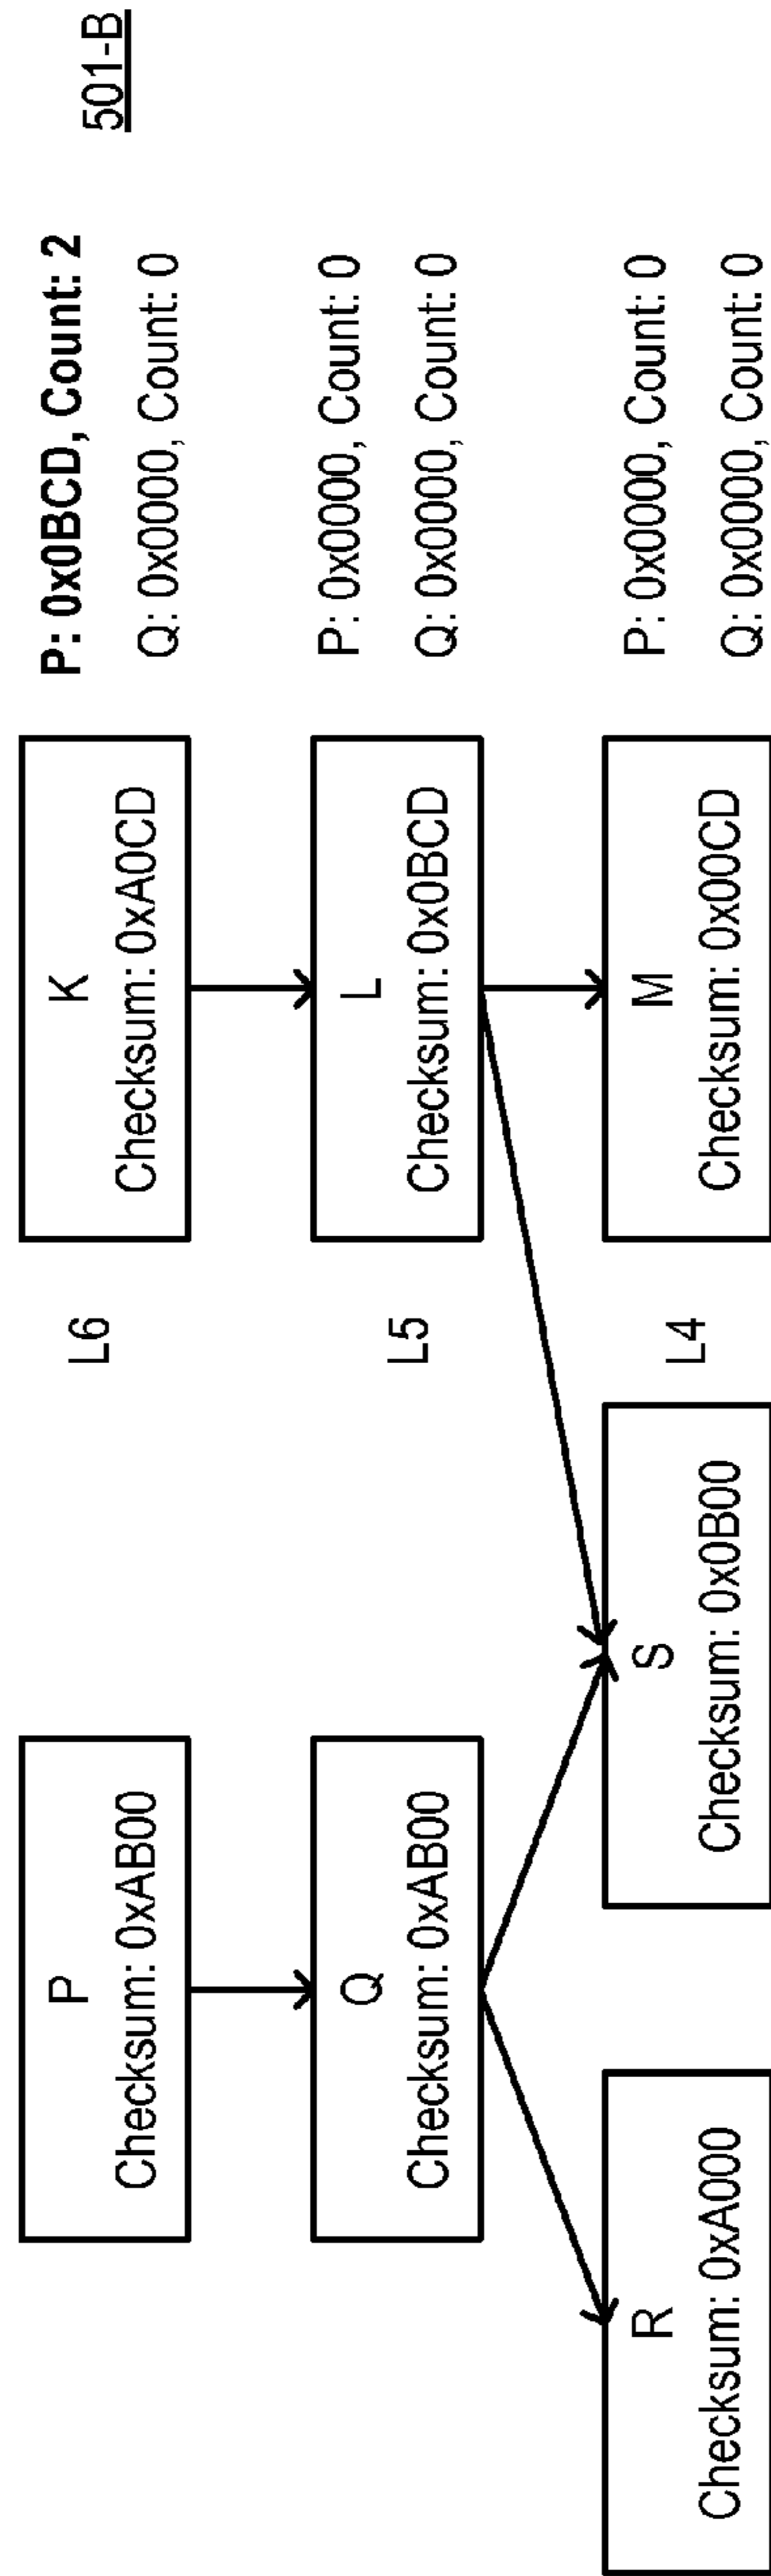 501-B
P
Checksum: 0xAB00
L6
K
Checksum: 0xA0CD
P: 0x0BCD, Count: 2
Q: 0x0000, Count: 0
Q
Checksum: 0xAB00
L5
L
Checksum: 0x0BCD
P: 0x0000, Count: 0
Q: 0x0000, Count: 0
R
Checksum: 0xA000
S
Checksum: 0x0B00
L4
M
Checksum: 0x00CD
P: 0x0000, Count: 0
Q: 0x0000, Count: 0